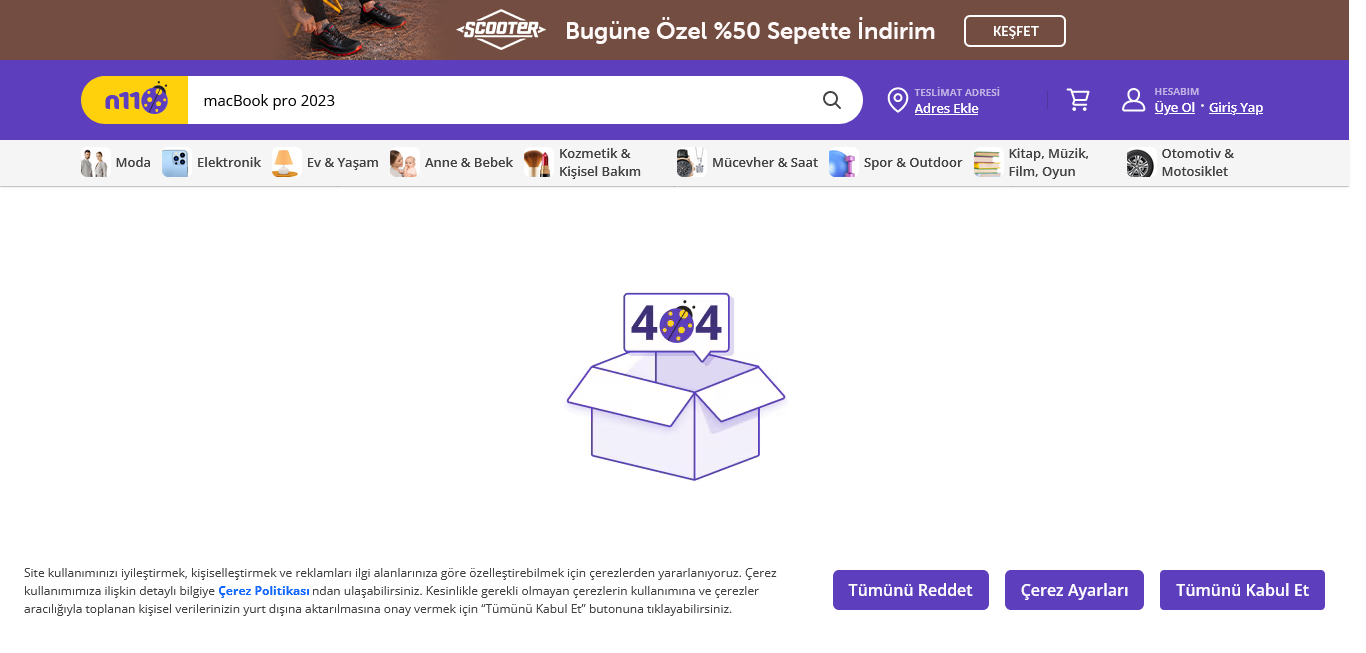 SCOOTER
Bugüne Özel %50 Sepette İndirim
KEŞFET
n11
macBook pro 2023
TESLİMAT ADRESİ
Adres Ekle
HESABIM
Üye Ol · Giriş Yap
Moda
Elektronik
Ev & Yaşam
Anne & Bebek
Kozmetik &
Kişisel Bakım
Mücevher & Saat
Spor & Outdoor
Kitap, Müzik,
Film, Oyun
Otomotiv &
Motosiklet
404
Site kullanımınızı iyileştirmek, kişiselleştirmek ve reklamları ilgi alanlarınıza göre özelleştirebilmek için çerezlerden yararlanıyoruz. Çerez
kullanımımıza ilişkin detaylı bilgiye Çerez Politikası ndan ulaşabilirsiniz. Kesinlikle gerekli olmayan çerezlerin kullanımına ve çerezler
aracılığıyla toplanan kişisel verilerinizin yurt dışına aktarılmasına onay vermek için “Tümünü Kabul Et” butonuna tıklayabilirsiniz.
Tümünü Reddet
Çerez Ayarları
Tümünü Kabul Et